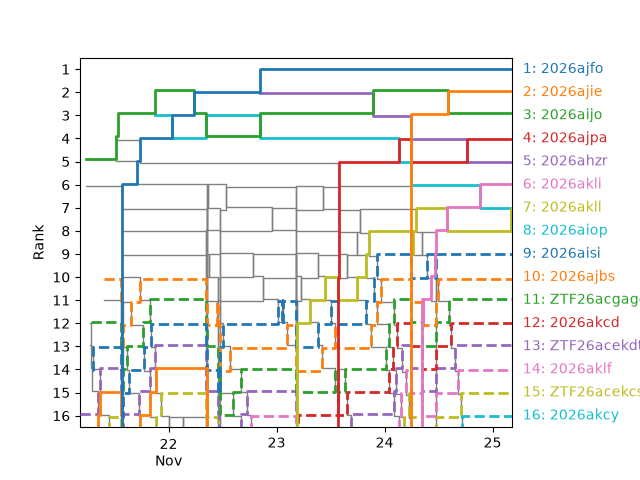 1
2
3
4
5
6
7
8
9
10
11
12
13
14
15
16
Rank
22
23
24
25
Nov
1: 2026ajfo
2: 2026ajie
3: 2026aijo
4: 2026ajpa
5: 2026ahzr
6: 2026akli
7: 2026akll
8: 2026aiop
9: 2026aisi
10: 2026ajbs
11: ZTF26acgag
12: 2026akcd
13: ZTF26acekdt
14: 2026aklf
15: ZTF26acekcs
16: 2026akcy